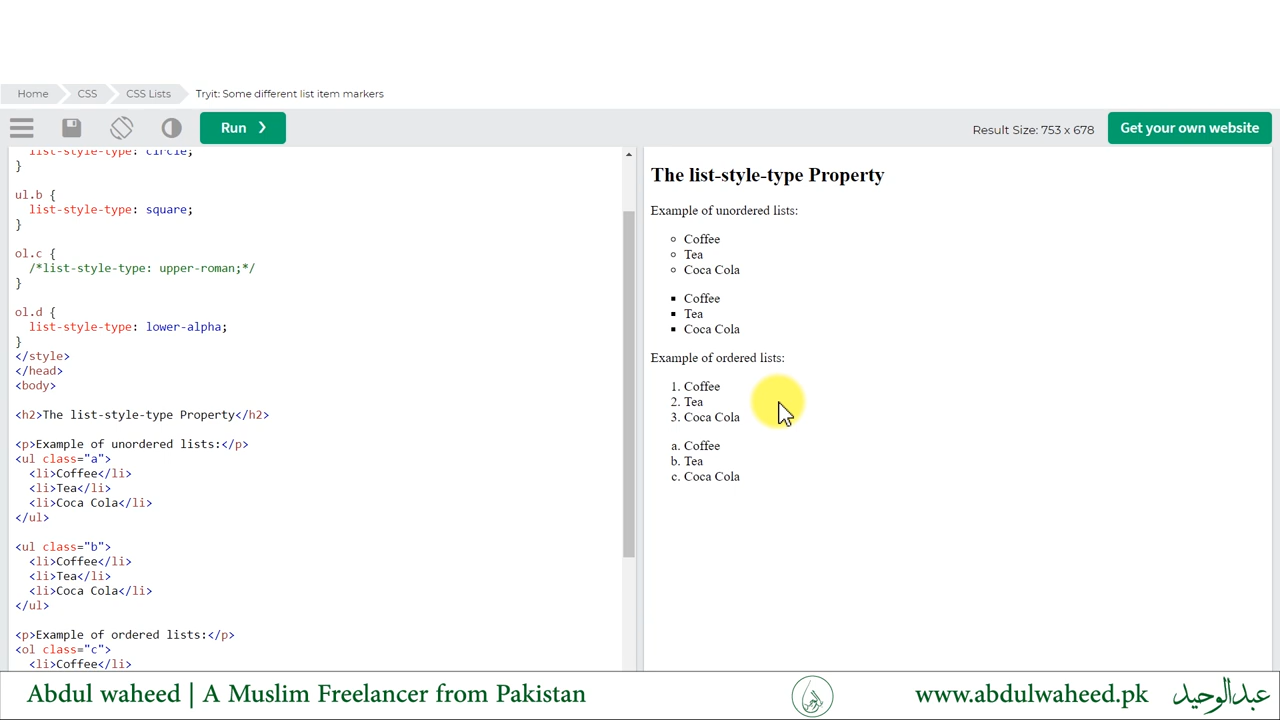 Home CSS CSS Lists Tryit: Some different list item markers
Run ❯ Result Size: 753 x 678 Get your own website
list-style-type: circle;
}
ul.b {
list-style-type: square;
}
ol.c {
/*list-style-type: upper-roman;*/
}
ol.d {
list-style-type: lower-alpha;
}
</style>
</head>
<body>
<h2>The list-style-type Property</h2>
<p>Example of unordered lists:</p>
<ul class="a">
<li>Coffee</li>
<li>Tea</li>
<li>Coca Cola</li>
</ul>
<ul class="b">
<li>Coffee</li>
<li>Tea</li>
<li>Coca Cola</li>
</ul>
<p>Example of ordered lists:</p>
<ol class="c">
<li>Coffee</li>
The list-style-type Property
Example of unordered lists:
Coffee
Tea
Coca Cola
Coffee
Tea
Coca Cola
Example of ordered lists:
1. Coffee
2. Tea
3. Coca Cola
a. Coffee
b. Tea
c. Coca Cola
Abdul waheed | A Muslim Freelancer from Pakistan www.abdulwaheed.pk عبدالوحید